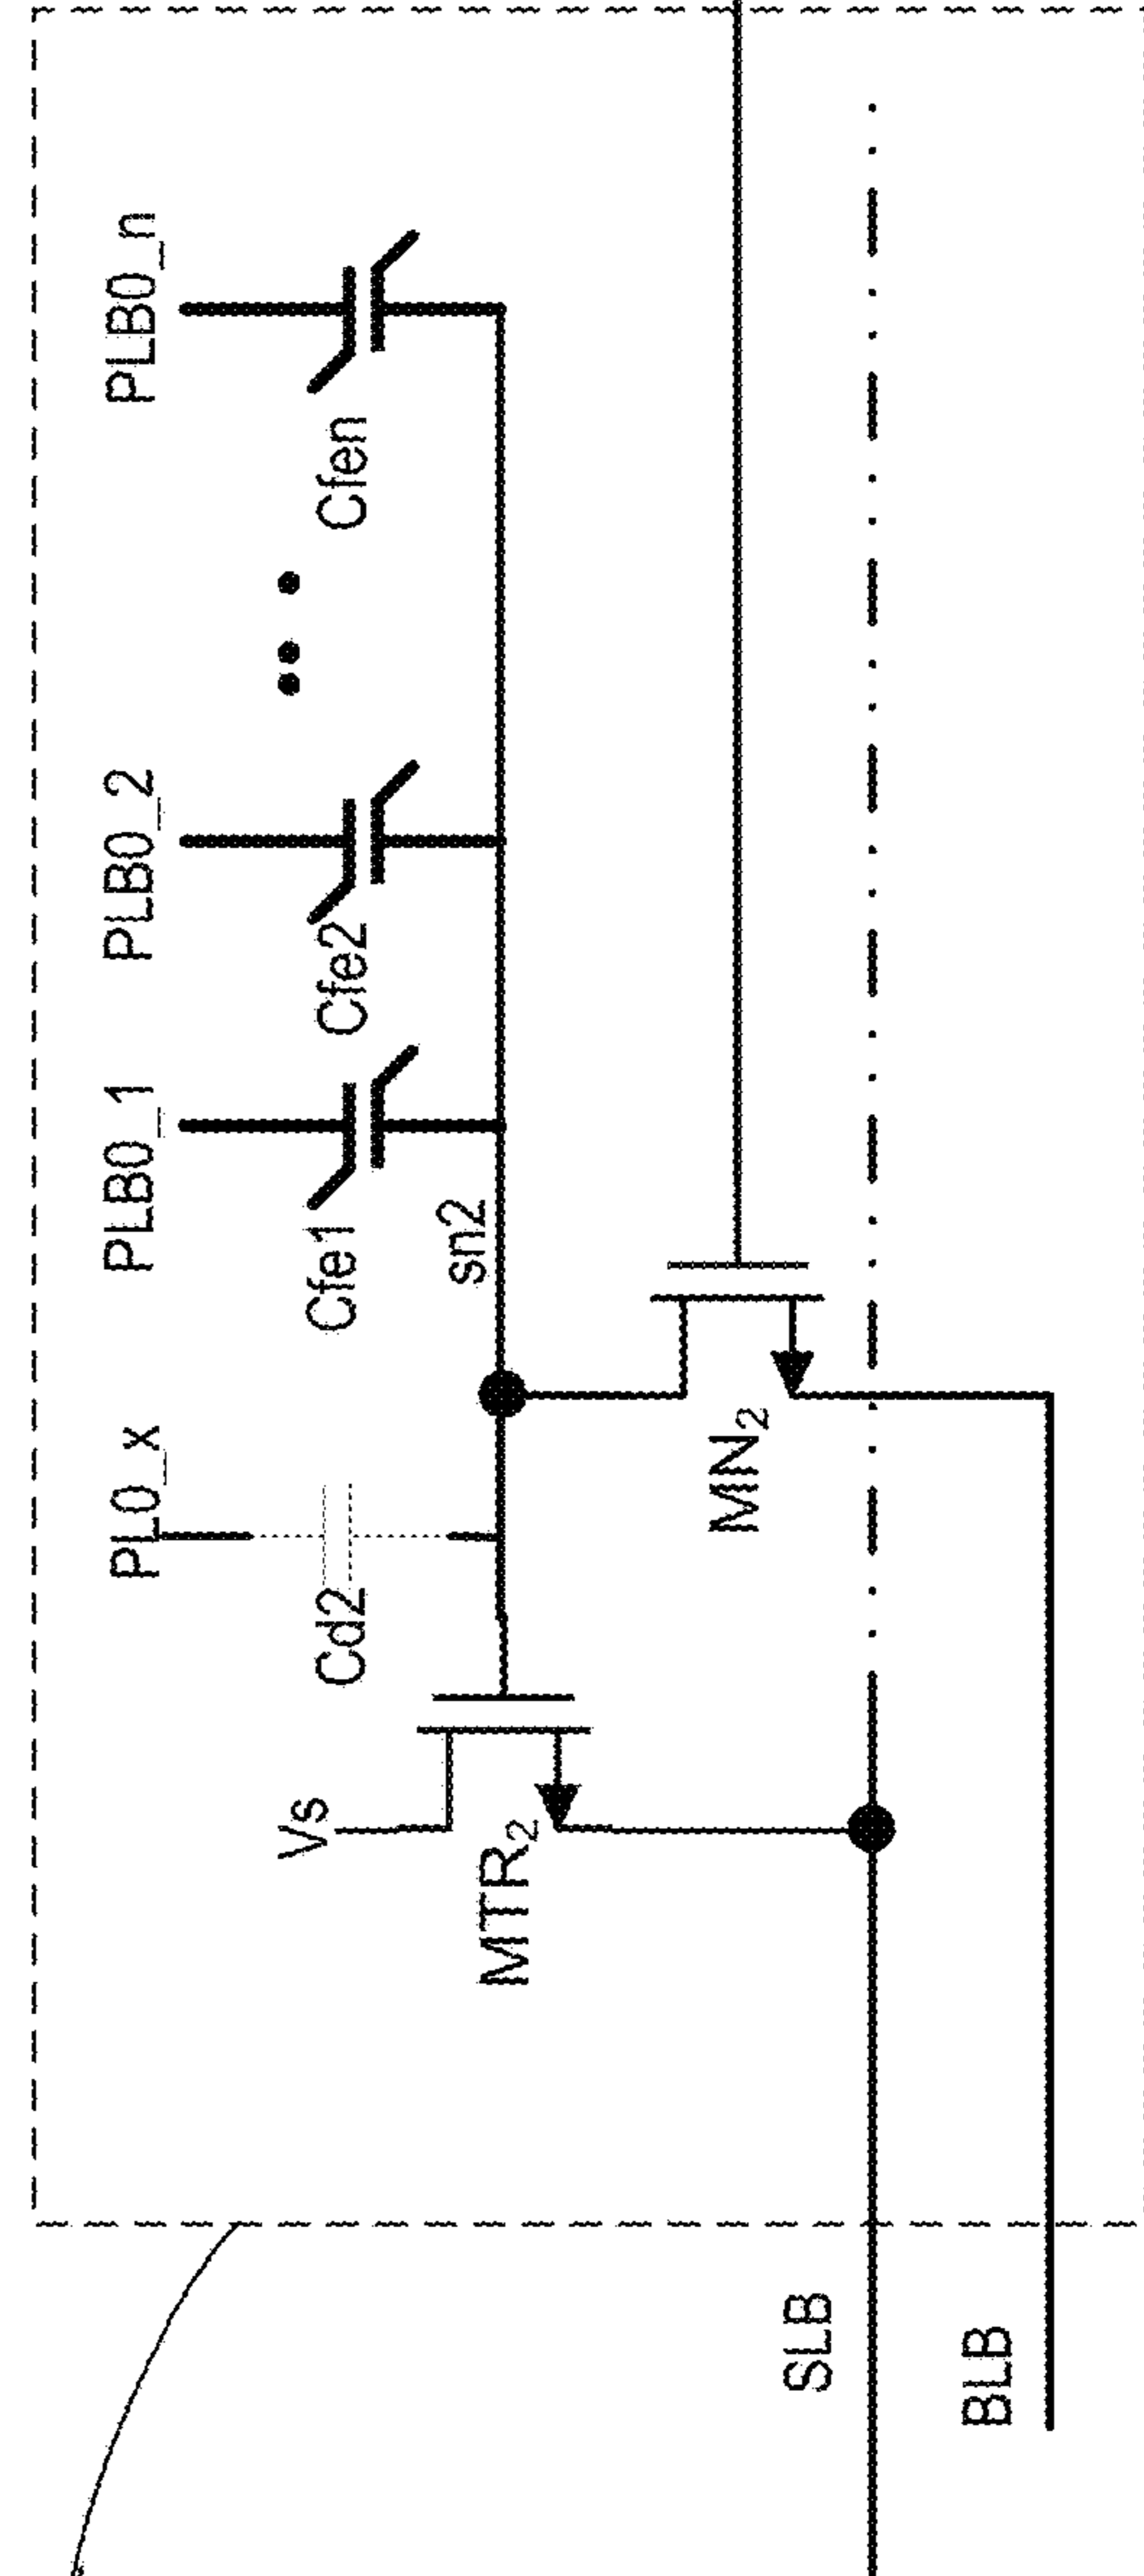 PL0_x
PLB0_1
PLB0_2
PLB0_n
Vs
Cd2
Cfe1
Cfe2
Cfen
MTR₂
sn2
MN₂
SLB
BLB